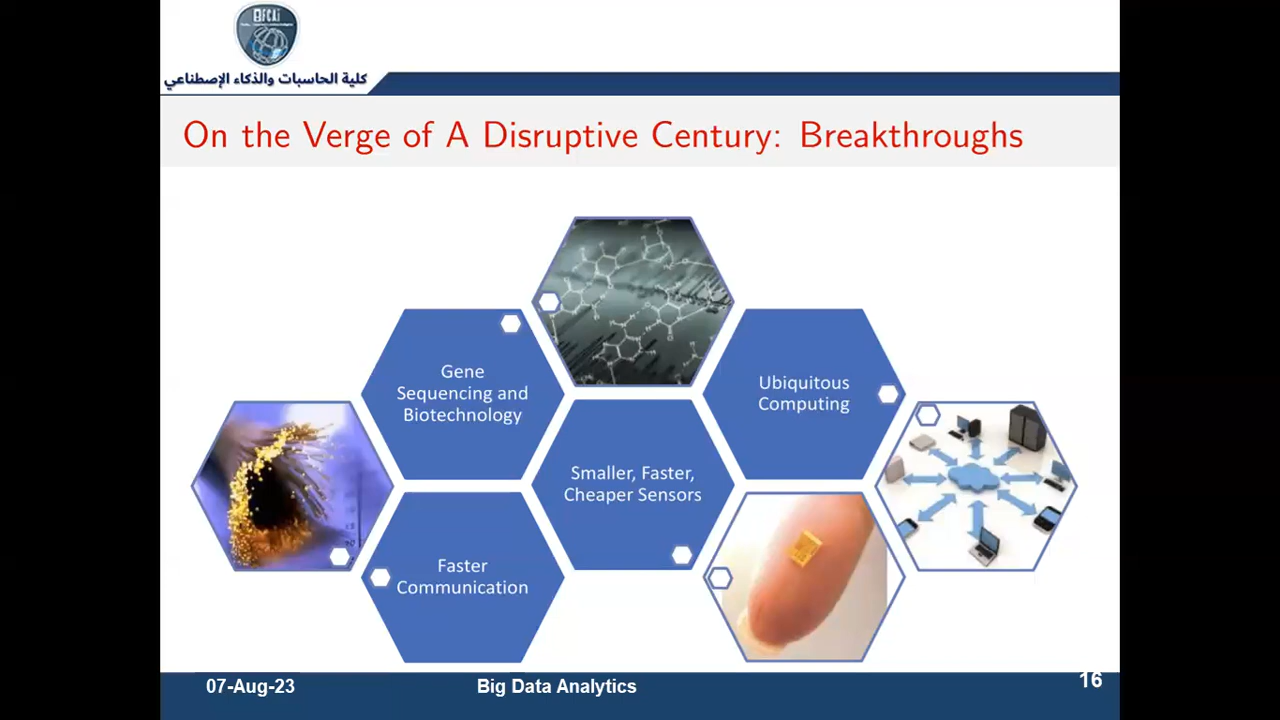 FCAI
كلية الحاسبات والذكاء الإصطناعي
On the Verge of A Disruptive Century: Breakthroughs
Gene
Sequencing and
Biotechnology
Ubiquitous
Computing
Smaller, Faster,
Cheaper Sensors
Faster
Communication
07-Aug-23
Big Data Analytics
16